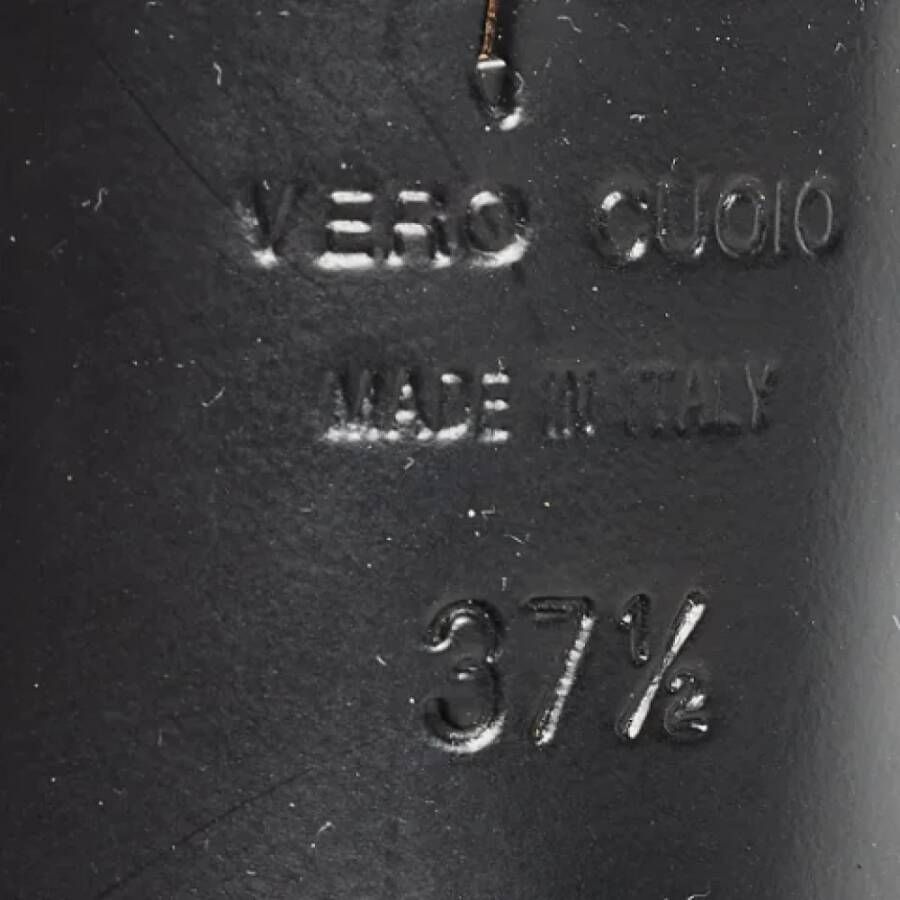 VERO CUOIO
MADE IN ITALY
37½